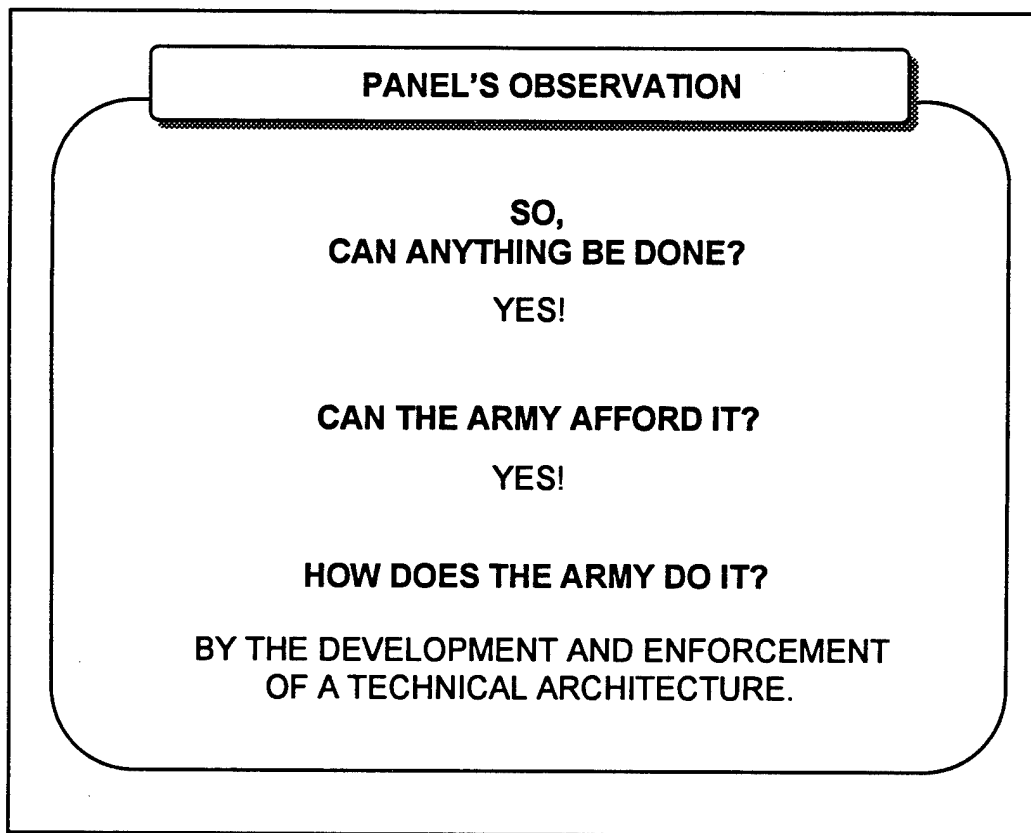 PANEL'S OBSERVATION
SO,
CAN ANYTHING BE DONE?
YES!
CAN THE ARMY AFFORD IT?
YES!
HOW DOES THE ARMY DO IT?
BY THE DEVELOPMENT AND ENFORCEMENT
OF A TECHNICAL ARCHITECTURE.